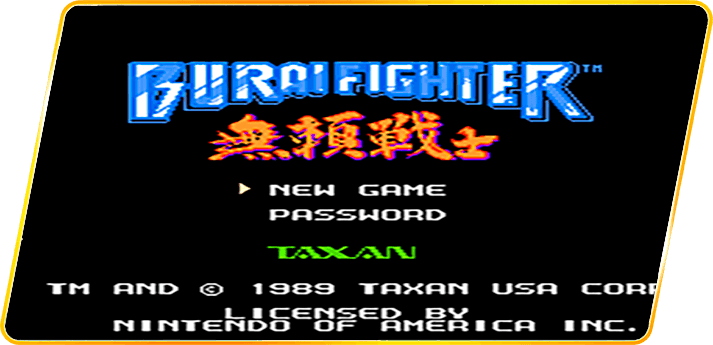 BURAI FIGHTER™
無頼戦士
NEW GAME
PASSWORD
TAXAN
TM AND © 1989 TAXAN USA COR
LICENSED BY
NINTENDO OF AMERICA INC.